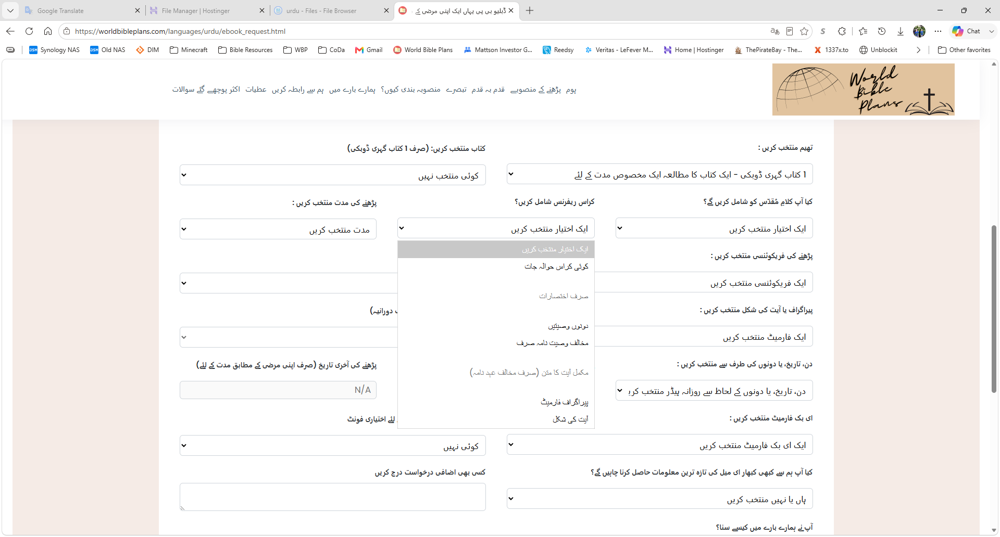 Google Translate
File Manager | Hostinger
urdu - Files - File Browser
ڈبلیو بی پی یہاں ایک اپنی مرضی کے
https://worldbibleplans.com/languages/urdu/ebook_request.html
Chat
Synology NAS
Old NAS
DIM
Minecraft
Bible Resources
WBP
CoDa
Gmail
World Bible Plans
Mattson Investor G...
Reedsy
Veritas - LeFever M...
Home | Hostinger
ThePirateBay - The...
1337x.to
Unblockit
Other favorites
World
Bible
Plans
ہوم پڑھنے کے منصوبے قدم بہ قدم تبصرے منصوبہ بندی کیوں؟ ہمارے بارے میں ہم سے رابطہ کریں عطیات اکثر پوچھے گئے سوالات
تھیم منتخب کریں :
کتاب منتخب کریں: (صرف 1 کتاب گہری ڈوبکی)
1 کتاب گہری ڈوبکی - ایک کتاب کا مطالعہ ایک مخصوص مدت کے لئے
کوئی منتخب نہیں
کیا آپ کلامِ مُقدّس کو شامل کریں گے؟
کراس ریفرنس شامل کریں؟
پڑھنے کی مدت منتخب کریں :
ایک اختیار منتخب کریں
ایک اختیار منتخب کریں
مدت منتخب کریں
ایک اختیار منتخب کریں
کوئی کراس حوالہ جات
صرف اختصارات
دونوں وصیتیں
مخالف وصیت نامہ صرف
مکمل آیت کا متن (صرف مخالف عہد نامہ)
پیراگراف فارمیٹ
آیت کی شکل
پڑھنے کی فریکوئنسی منتخب کریں :
ایک فریکوئنسی منتخب کریں
پیراگراف یا آیت کی شکل منتخب کریں :
دورانیہ)
ایک فارمیٹ منتخب کریں
دن، تاریخ، یا دونوں کی طرف سے منتخب کریں :
پڑھنے کی آخری تاریخ (صرف اپنی مرضی کے مطابق مدت کے لئے)
دن، تاریخ، یا دونوں کے لحاظ سے روزانہ ہیڈر منتخب کری
N/A
ای بک فارمیٹ منتخب کریں :
لئے اختیاری فونٹ
ایک ای بک فارمیٹ منتخب کریں
کوئی نہیں
کیا آپ ہم سے کبھی کبھار ای میل کی تازہ ترین معلومات حاصل کرنا چاہیں گے؟
کسی بھی اضافی درخواست درج کریں
ہاں یا نہیں منتخب کریں
آپ نے ہمارے بارے میں کیسے سنا؟